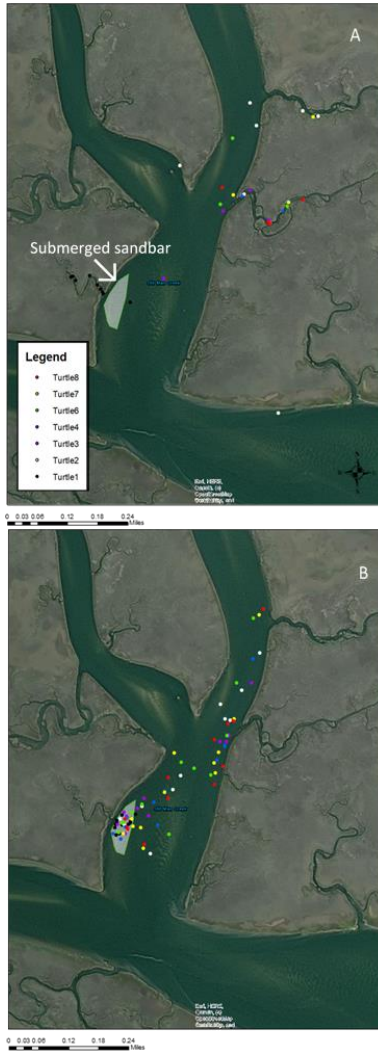 A
Submerged sandbar
Legend
Turtle8
Turtle7
Turtle6
Turtle4
Turtle3
Turtle2
Turtle1
0 0.03 0.06 0.12 0.18 0.24
Miles
B
0 0.03 0.06 0.12 0.18 0.24
Miles